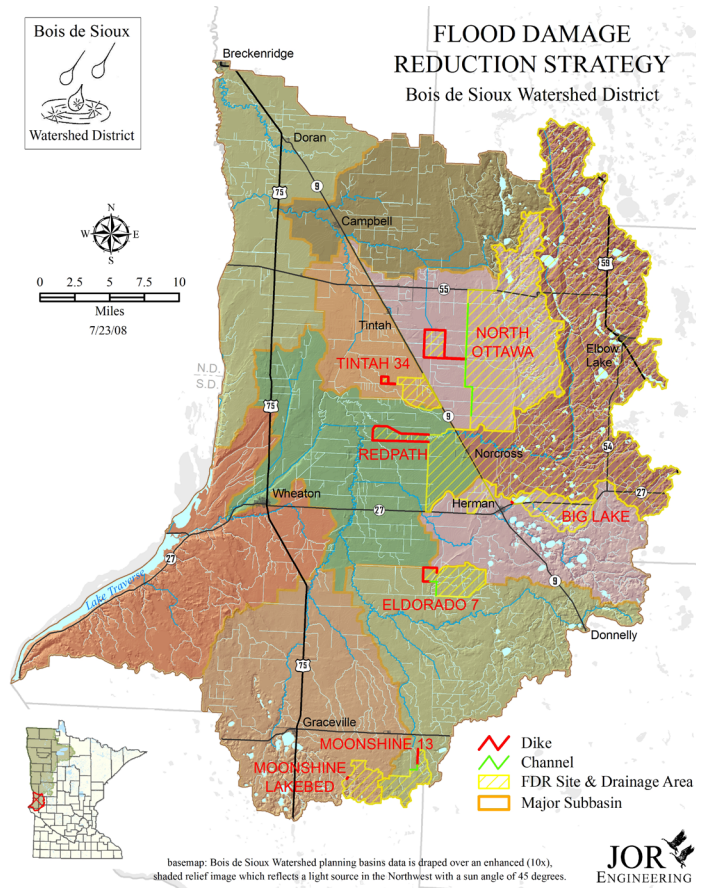 Bois de Sioux
Watershed District
FLOOD DAMAGE
REDUCTION STRATEGY
Bois de Sioux Watershed District
Breckenridge
Doran
75
9
Campbell
N
W
E
S
0 2.5 5 7.5 10
Miles
7/23/08
59
55
Tintah
NORTH
OTTAWA
Elbow
Lake
TINTAH 34
N.D.
S.D.
75
9
54
REDPATH
Norcross
Wheaton
Herman
27
27
BIG LAKE
27
Lake Traverse
9
ELDORADO 7
Donnelly
75
Graceville
MOONSHINE 13
MOONSHINE
LAKEBED
Dike
Channel
FDR Site & Drainage Area
Major Subbasin
basemap: Bois de Sioux Watershed planning basins data is draped over an enhanced (10x),
shaded relief image which reflects a light source in the Northwest with a sun angle of 45 degrees.
JOR
ENGINEERING